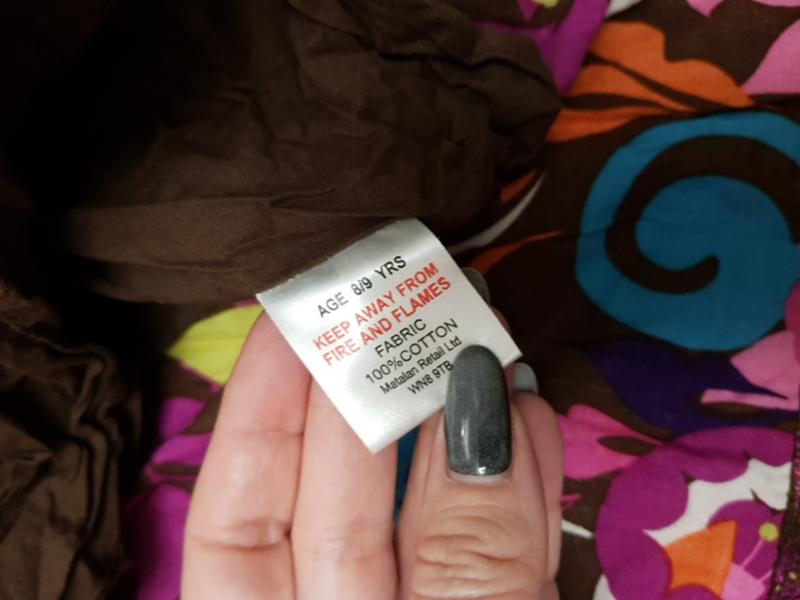 AGE 8/9 YRS
KEEP AWAY FROM
FIRE AND FLAMES
FABRIC
100%COTTON
Matalan Retail Ltd
WN8 9TB